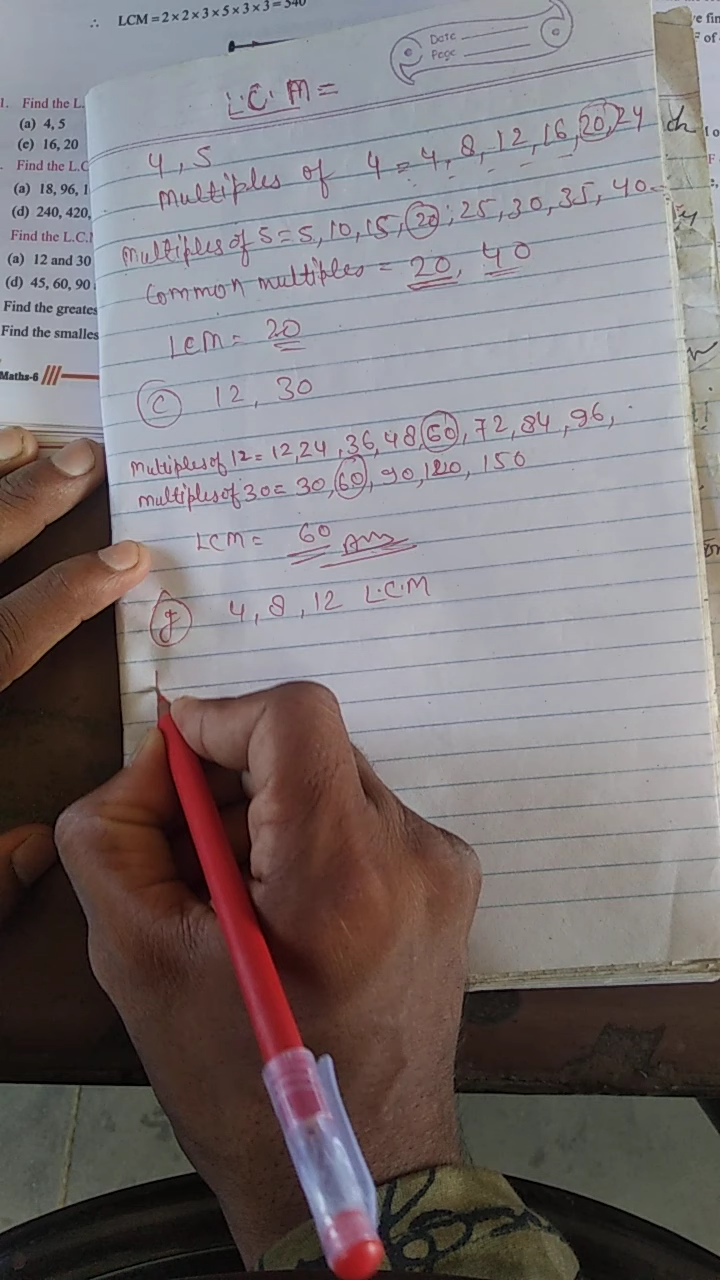 ∴ LCM = 2 × 2 × 3 × 5 × 3 × 3 = 540
Date
Page
L.C.M =
4, 5
Multiples of 4 = 4, 8, 12, 16, 20, 24
Multiples of 5 = 5, 10, 15, 20, 25, 30, 35, 40
Common multiples = 20, 40
LCM = 20
(c) 12, 30
Multiples of 12 = 12, 24, 36, 48, 60, 72, 84, 96,
Multiples of 30 = 30, 60, 90, 120, 150
LCM = 60 Ans
4, 8, 12 L.C.M
1. Find the L.
(a) 4, 5
(c) 16, 20
Find the L.C
(a) 18, 96, 1
(d) 240, 420,
Find the L.C.
(a) 12 and 30
(d) 45, 60, 90
Find the greates
Find the smalles
Maths-6